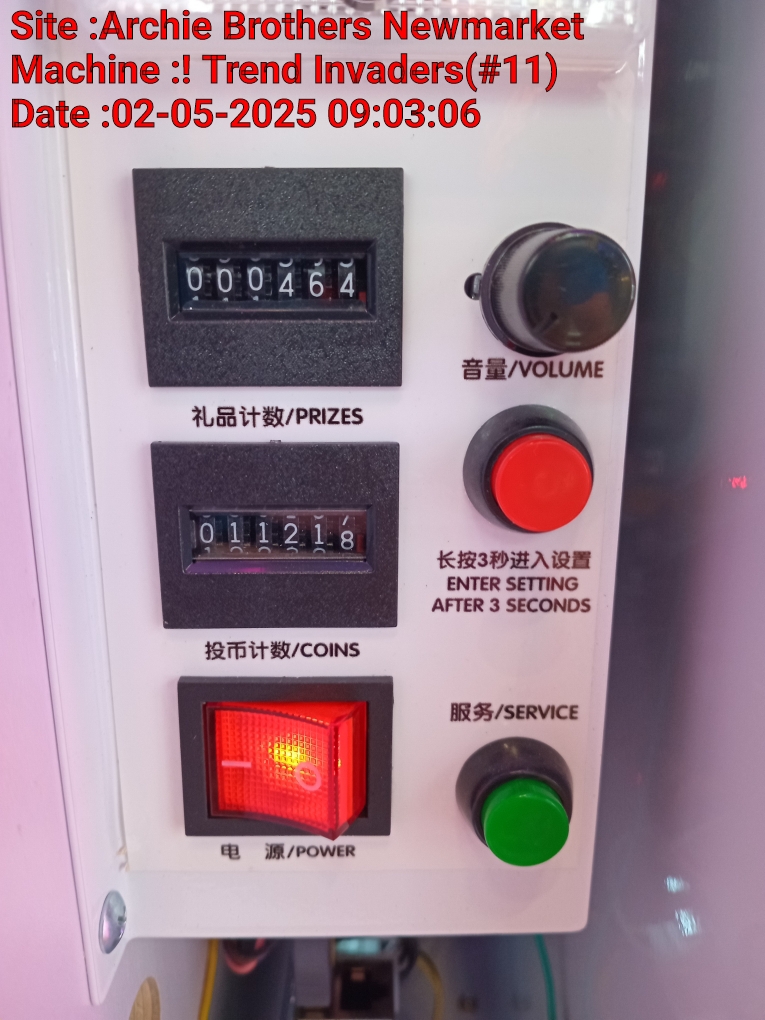 Site :Archie Brothers Newmarket
Machine :! Trend Invaders(#11)
Date :02-05-2025 09:03:06
000464
礼品计数/PRIZES
音量/VOLUME
011218
投币计数/COINS
长按3秒进入设置
ENTER SETTING
AFTER 3 SECONDS
电 源/POWER
服务/SERVICE